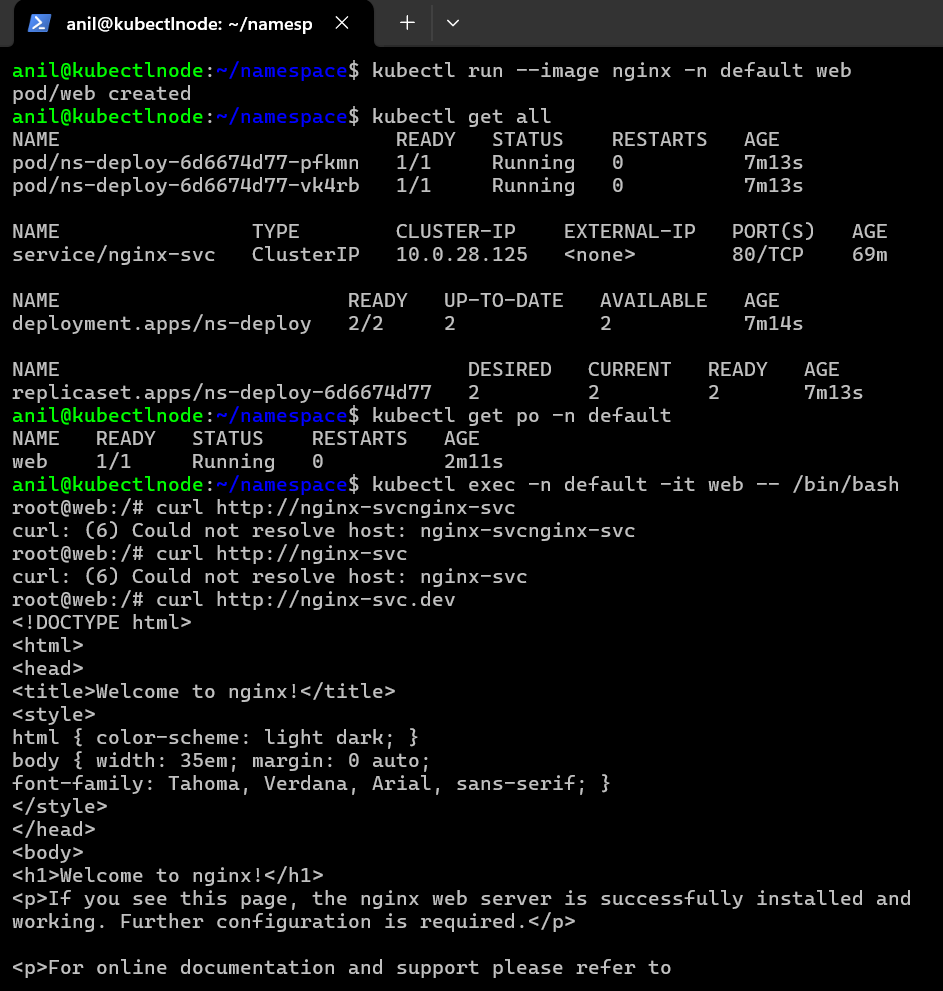 anil@kubectlnode: ~/namesp
anil@kubectlnode:~/namespace$ kubectl run --image nginx -n default web
pod/web created
anil@kubectlnode:~/namespace$ kubectl get all
NAME                            READY   STATUS    RESTARTS   AGE
pod/ns-deploy-6d6674d77-pfkmn   1/1     Running   0          7m13s
pod/ns-deploy-6d6674d77-vk4rb   1/1     Running   0          7m13s
NAME                TYPE        CLUSTER-IP    EXTERNAL-IP   PORT(S)   AGE
service/nginx-svc   ClusterIP   10.0.28.125   <none>        80/TCP    69m
NAME                        READY   UP-TO-DATE   AVAILABLE   AGE
deployment.apps/ns-deploy   2/2     2            2           7m14s
NAME                                  DESIRED   CURRENT   READY   AGE
replicaset.apps/ns-deploy-6d6674d77   2         2         2       7m13s
anil@kubectlnode:~/namespace$ kubectl get po -n default
NAME   READY   STATUS    RESTARTS   AGE
web    1/1     Running   0          2m11s
anil@kubectlnode:~/namespace$ kubectl exec -n default -it web -- /bin/bash
root@web:/# curl http://nginx-svcnginx-svc
curl: (6) Could not resolve host: nginx-svcnginx-svc
root@web:/# curl http://nginx-svc
curl: (6) Could not resolve host: nginx-svc
root@web:/# curl http://nginx-svc.dev
<!DOCTYPE html>
<html>
<head>
<title>Welcome to nginx!</title>
<style>
html { color-scheme: light dark; }
body { width: 35em; margin: 0 auto;
font-family: Tahoma, Verdana, Arial, sans-serif; }
</style>
</head>
<body>
<h1>Welcome to nginx!</h1>
<p>If you see this page, the nginx web server is successfully installed and
working. Further configuration is required.</p>
<p>For online documentation and support please refer to